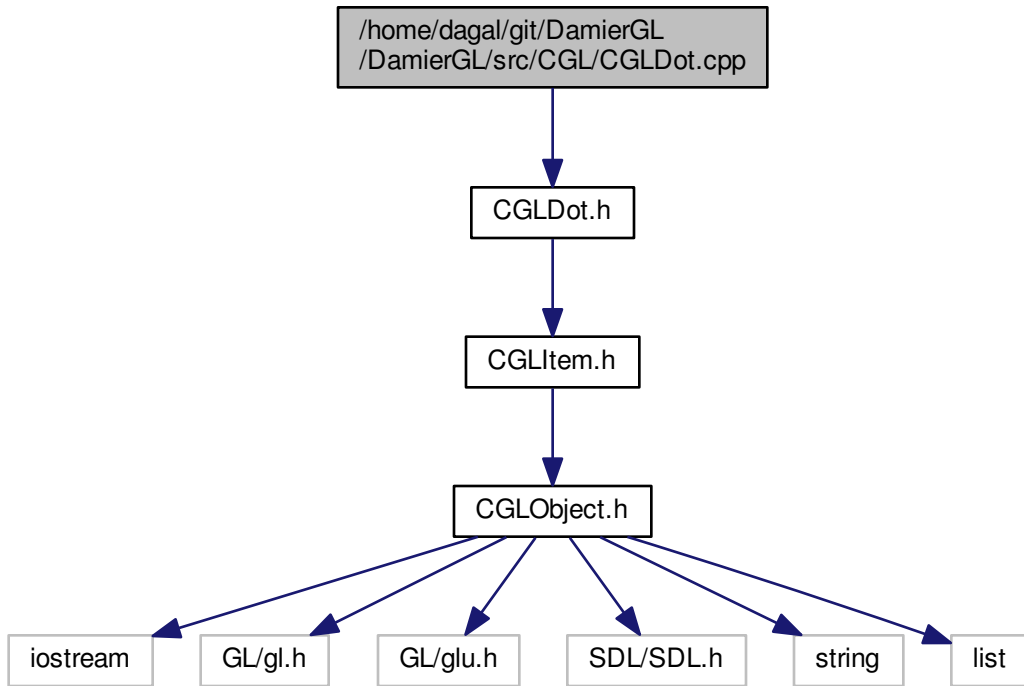 /home/dagal/git/DamierGL
/DamierGL/src/CGL/CGLDot.cpp
CGLDot.h
CGLItem.h
CGLObject.h
iostream
GL/gl.h
GL/glu.h
SDL/SDL.h
string
list